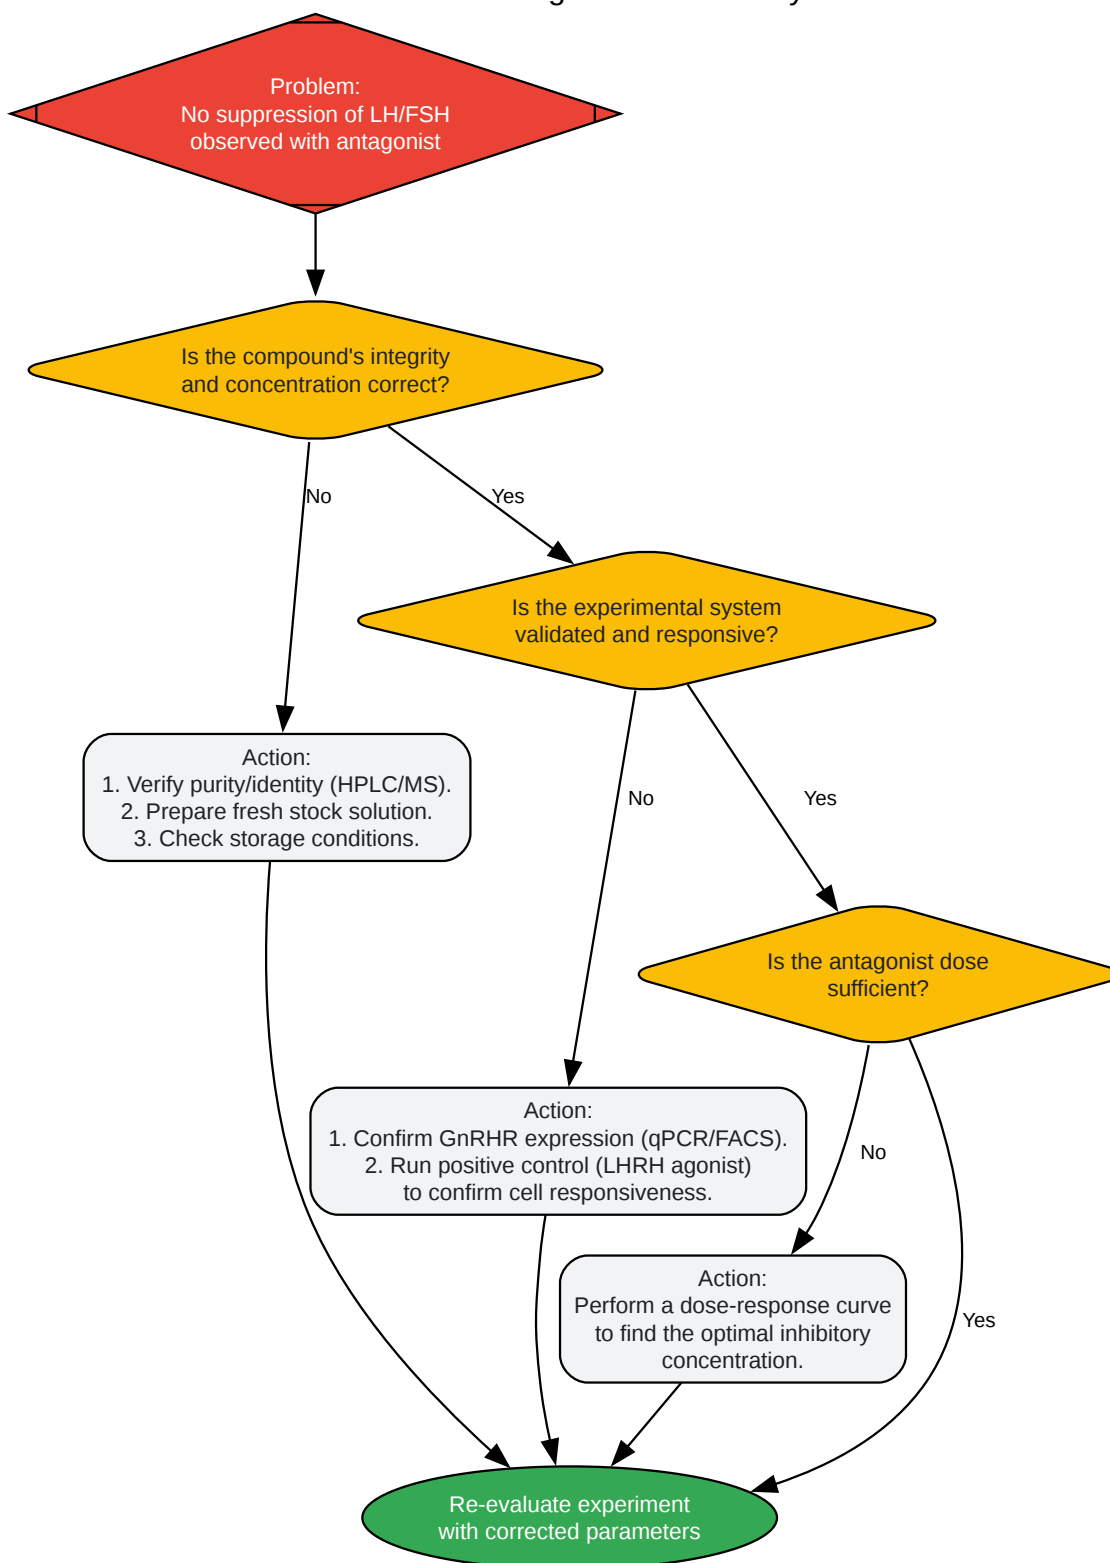 Problem:
No suppression of LH/FSH
observed with antagonist
Is the compound's integrity
and concentration correct?
No
Yes
Is the experimental system
validated and responsive?
Action:
1. Verify purity/identity (HPLC/MS).
2. Prepare fresh stock solution.
3. Check storage conditions.
No
Yes
Is the antagonist dose
sufficient?
Action:
1. Confirm GnRHR expression (qPCR/FACS).
2. Run positive control (LHRH agonist)
to confirm cell responsiveness.
No
Action:
Perform a dose-response curve
to find the optimal inhibitory
concentration.
Yes
Re-evaluate experiment
with corrected parameters